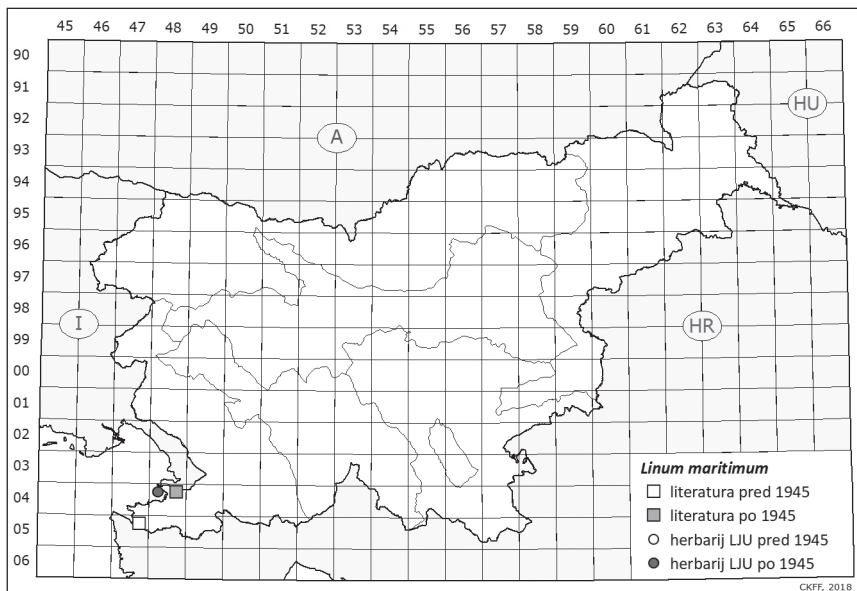 45 46 47 48 49 50 51 52 53 54 55 56 57 58 59 60 61 62 63 64 65 66
90
91
HU
92
A
93
94
95
96
97
98
I
HR
99
00
01
02
03
04
05
06
Linum maritimum
literatura pred 1945
literatura po 1945
herbarij LJU pred 1945
herbarij LJU po 1945
CKFF, 2018